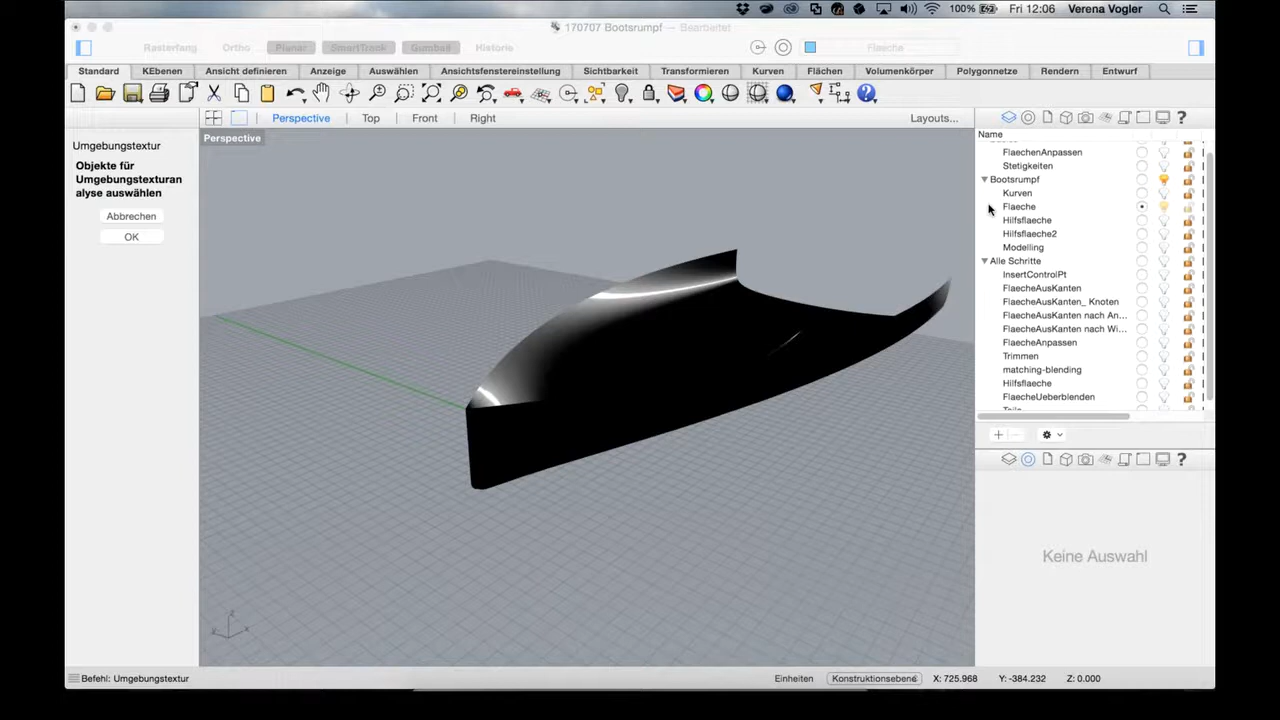 100% Fri 12:06 Verena Vogler
170707 Bootsrumpf — Bearbeitet
Rasterfang Ortho Planar SmartTrack Gumball Historie Flaeche
Standard KEbenen Ansicht definieren Anzeige Auswählen Ansichtsfenstereinstellung Sichtbarkeit Transformieren Kurven Flächen Volumenkörper Polygonnetze Rendern Entwurf
Perspective Top Front Right Layouts...
Perspective
Umgebungstextur
Objekte für
Umgebungstexturan
alyse auswählen
Abbrechen
OK
Name
FlaechenAnpassen
Stetigkeiten
Bootsrumpf
Kurven
Flaeche
Hilfsflaeche
Hilfsflaeche2
Modelling
Alle Schritte
InsertControlPt
FlaecheAusKanten
FlaecheAusKanten_ Knoten
FlaecheAusKanten nach An...
FlaecheAusKanten nach Wi...
FlaecheAnpassen
Trimmen
matching-blending
Hilfsflaeche
FlaecheUeberblenden
Keine Auswahl
z
y
x
Befehl: Umgebungstextur
Einheiten Konstruktionsebene X: 725.968 Y: -384.232 Z: 0.000